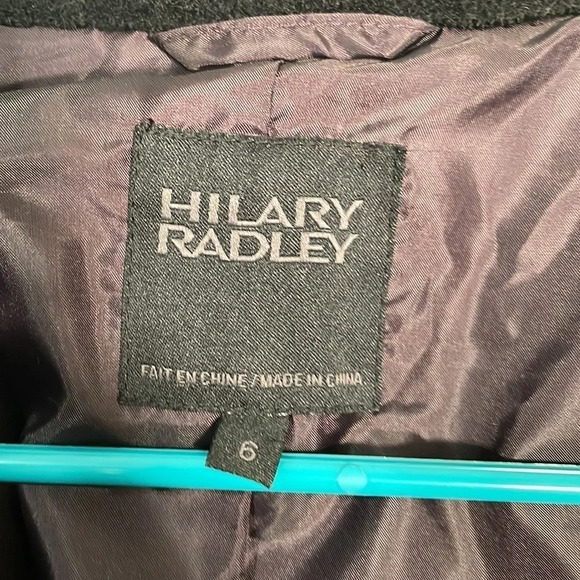 HILARY
RADLEY
FAIT EN CHINE / MADE IN CHINA
6